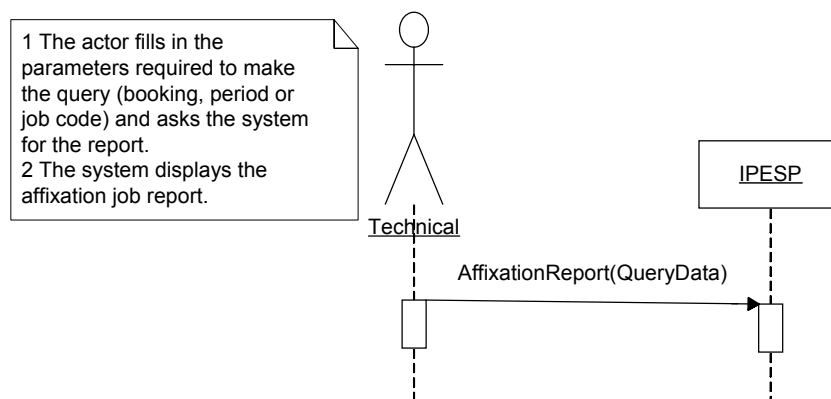 1 The actor fills in the
parameters required to make
the query (booking, period or
job code) and asks the system
for the report.
2 The system displays the
affixation job report.
Technical
IPESP
AffixationReport(QueryData)